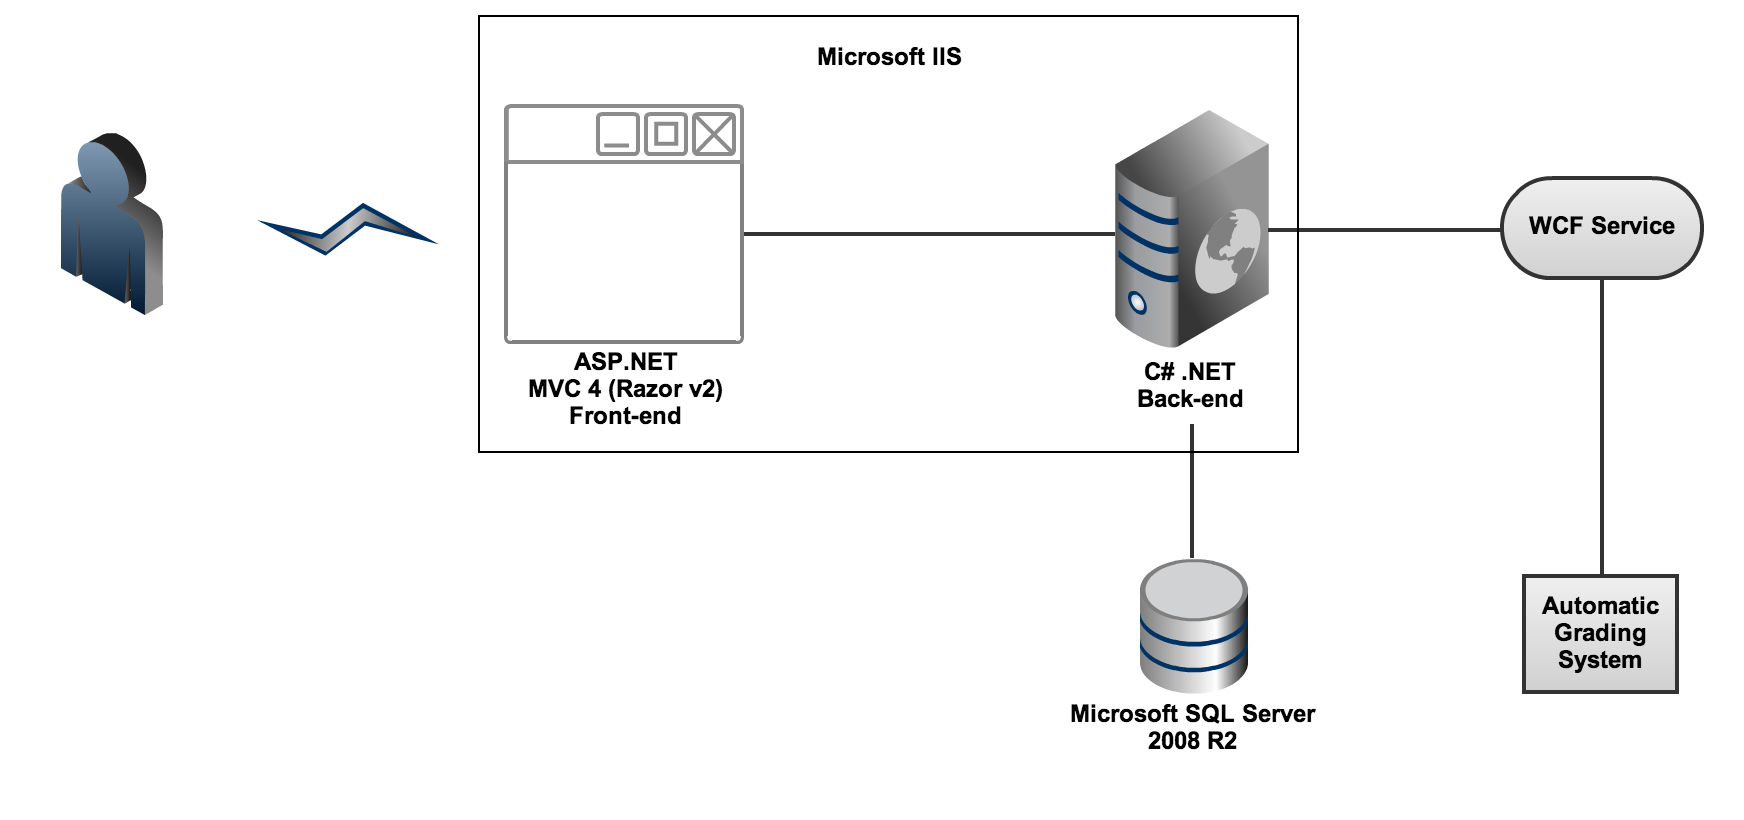 Microsoft IIS
ASP.NET
MVC 4 (Razor v2)
Front-end
C# .NET
Back-end
WCF Service
Automatic
Grading
System
Microsoft SQL Server
2008 R2